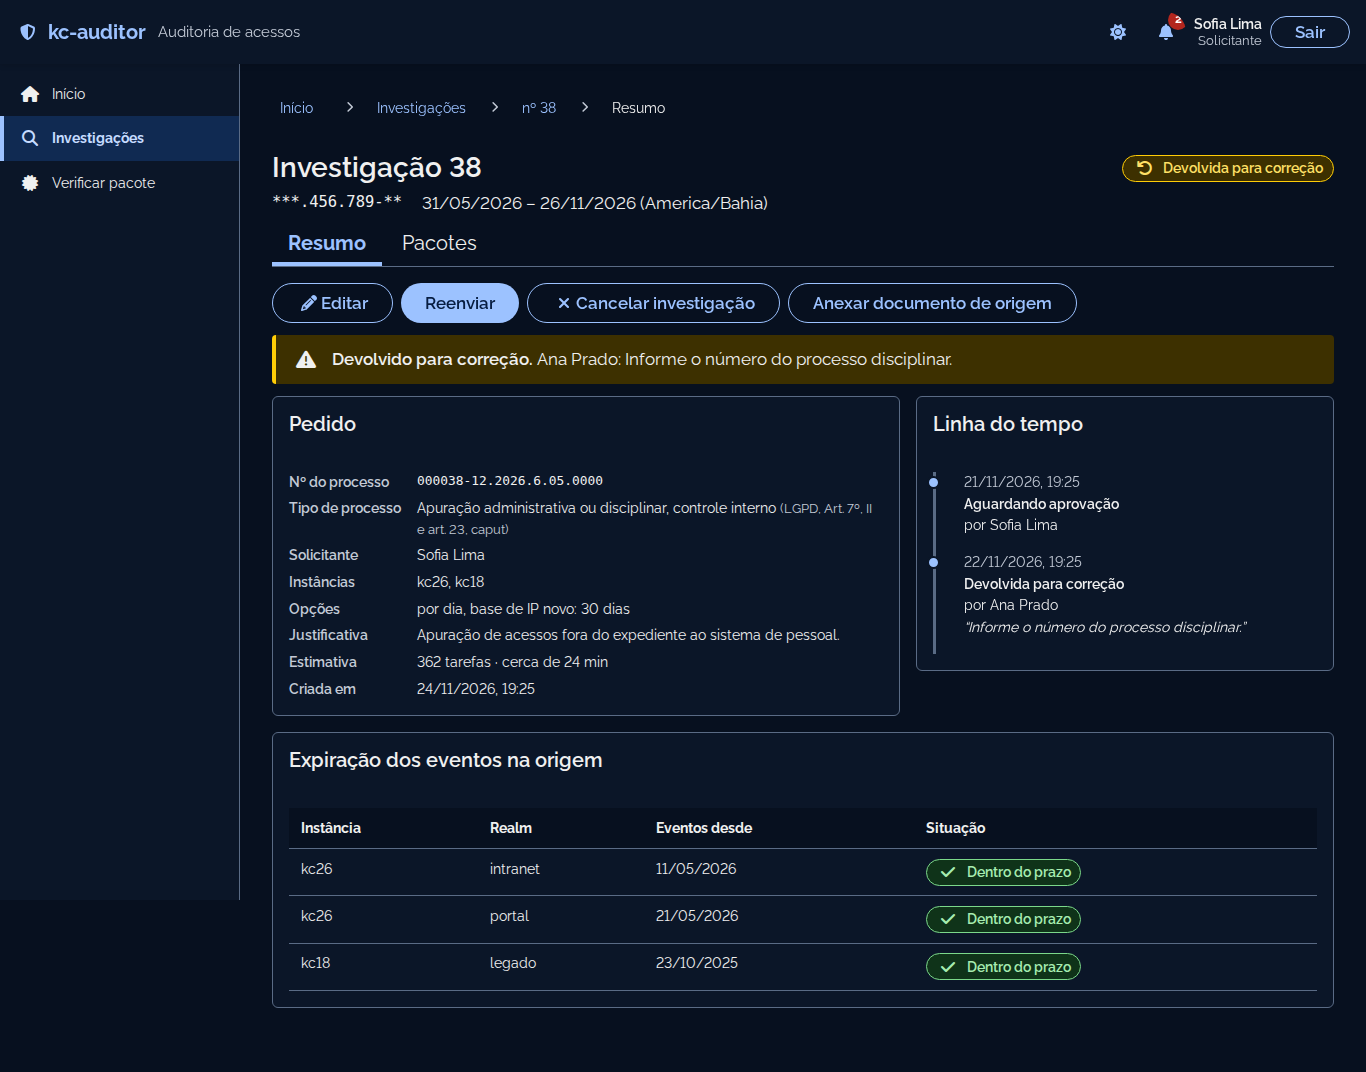 kc-auditor Auditoria de acessos
2
Sofia Lima
Solicitante
Sair
Início
Investigações
Verificar pacote
Início Investigações nº 38 Resumo
Investigação 38
Devolvida para correção
***.456.789-** 31/05/2026 – 26/11/2026 (America/Bahia)
Resumo Pacotes
Editar Reenviar Cancelar investigação Anexar documento de origem
Devolvido para correção. Ana Prado: Informe o número do processo disciplinar.
Pedido
Nº do processo 000038-12.2026.6.05.0000
Tipo de processo Apuração administrativa ou disciplinar, controle interno (LGPD, Art. 7º, II
e art. 23, caput)
Solicitante Sofia Lima
Instâncias kc26, kc18
Opções por dia, base de IP novo: 30 dias
Justificativa Apuração de acessos fora do expediente ao sistema de pessoal.
Estimativa 362 tarefas · cerca de 24 min
Criada em 24/11/2026, 19:25
Linha do tempo
21/11/2026, 19:25
Aguardando aprovação
por Sofia Lima
22/11/2026, 19:25
Devolvida para correção
por Ana Prado
“Informe o número do processo disciplinar.”
Expiração dos eventos na origem
Instância Realm Eventos desde Situação
kc26 intranet 11/05/2026 Dentro do prazo
kc26 portal 21/05/2026 Dentro do prazo
kc18 legado 23/10/2025 Dentro do prazo